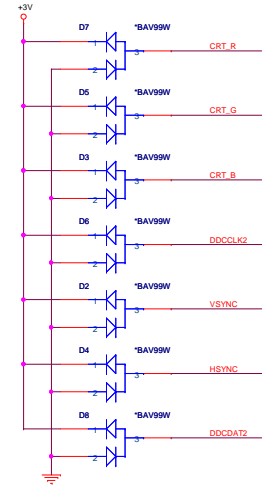 +3V
D7 *BAV99W
1
3 CRT_R
2
D5 *BAV99W
1
3 CRT_G
2
D3 *BAV99W
1
3 CRT_B
2
D6 *BAV99W
1
3 DDCCLK2
2
D2 *BAV99W
1
3 VSYNC
2
D4 *BAV99W
1
3 HSYNC
2
D8 *BAV99W
1
3 DDCDAT2
2